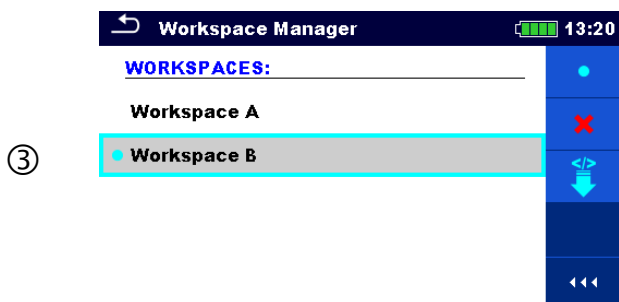 Workspace Manager 13:20
WORKSPACES:
Workspace A
③ Workspace B
</>